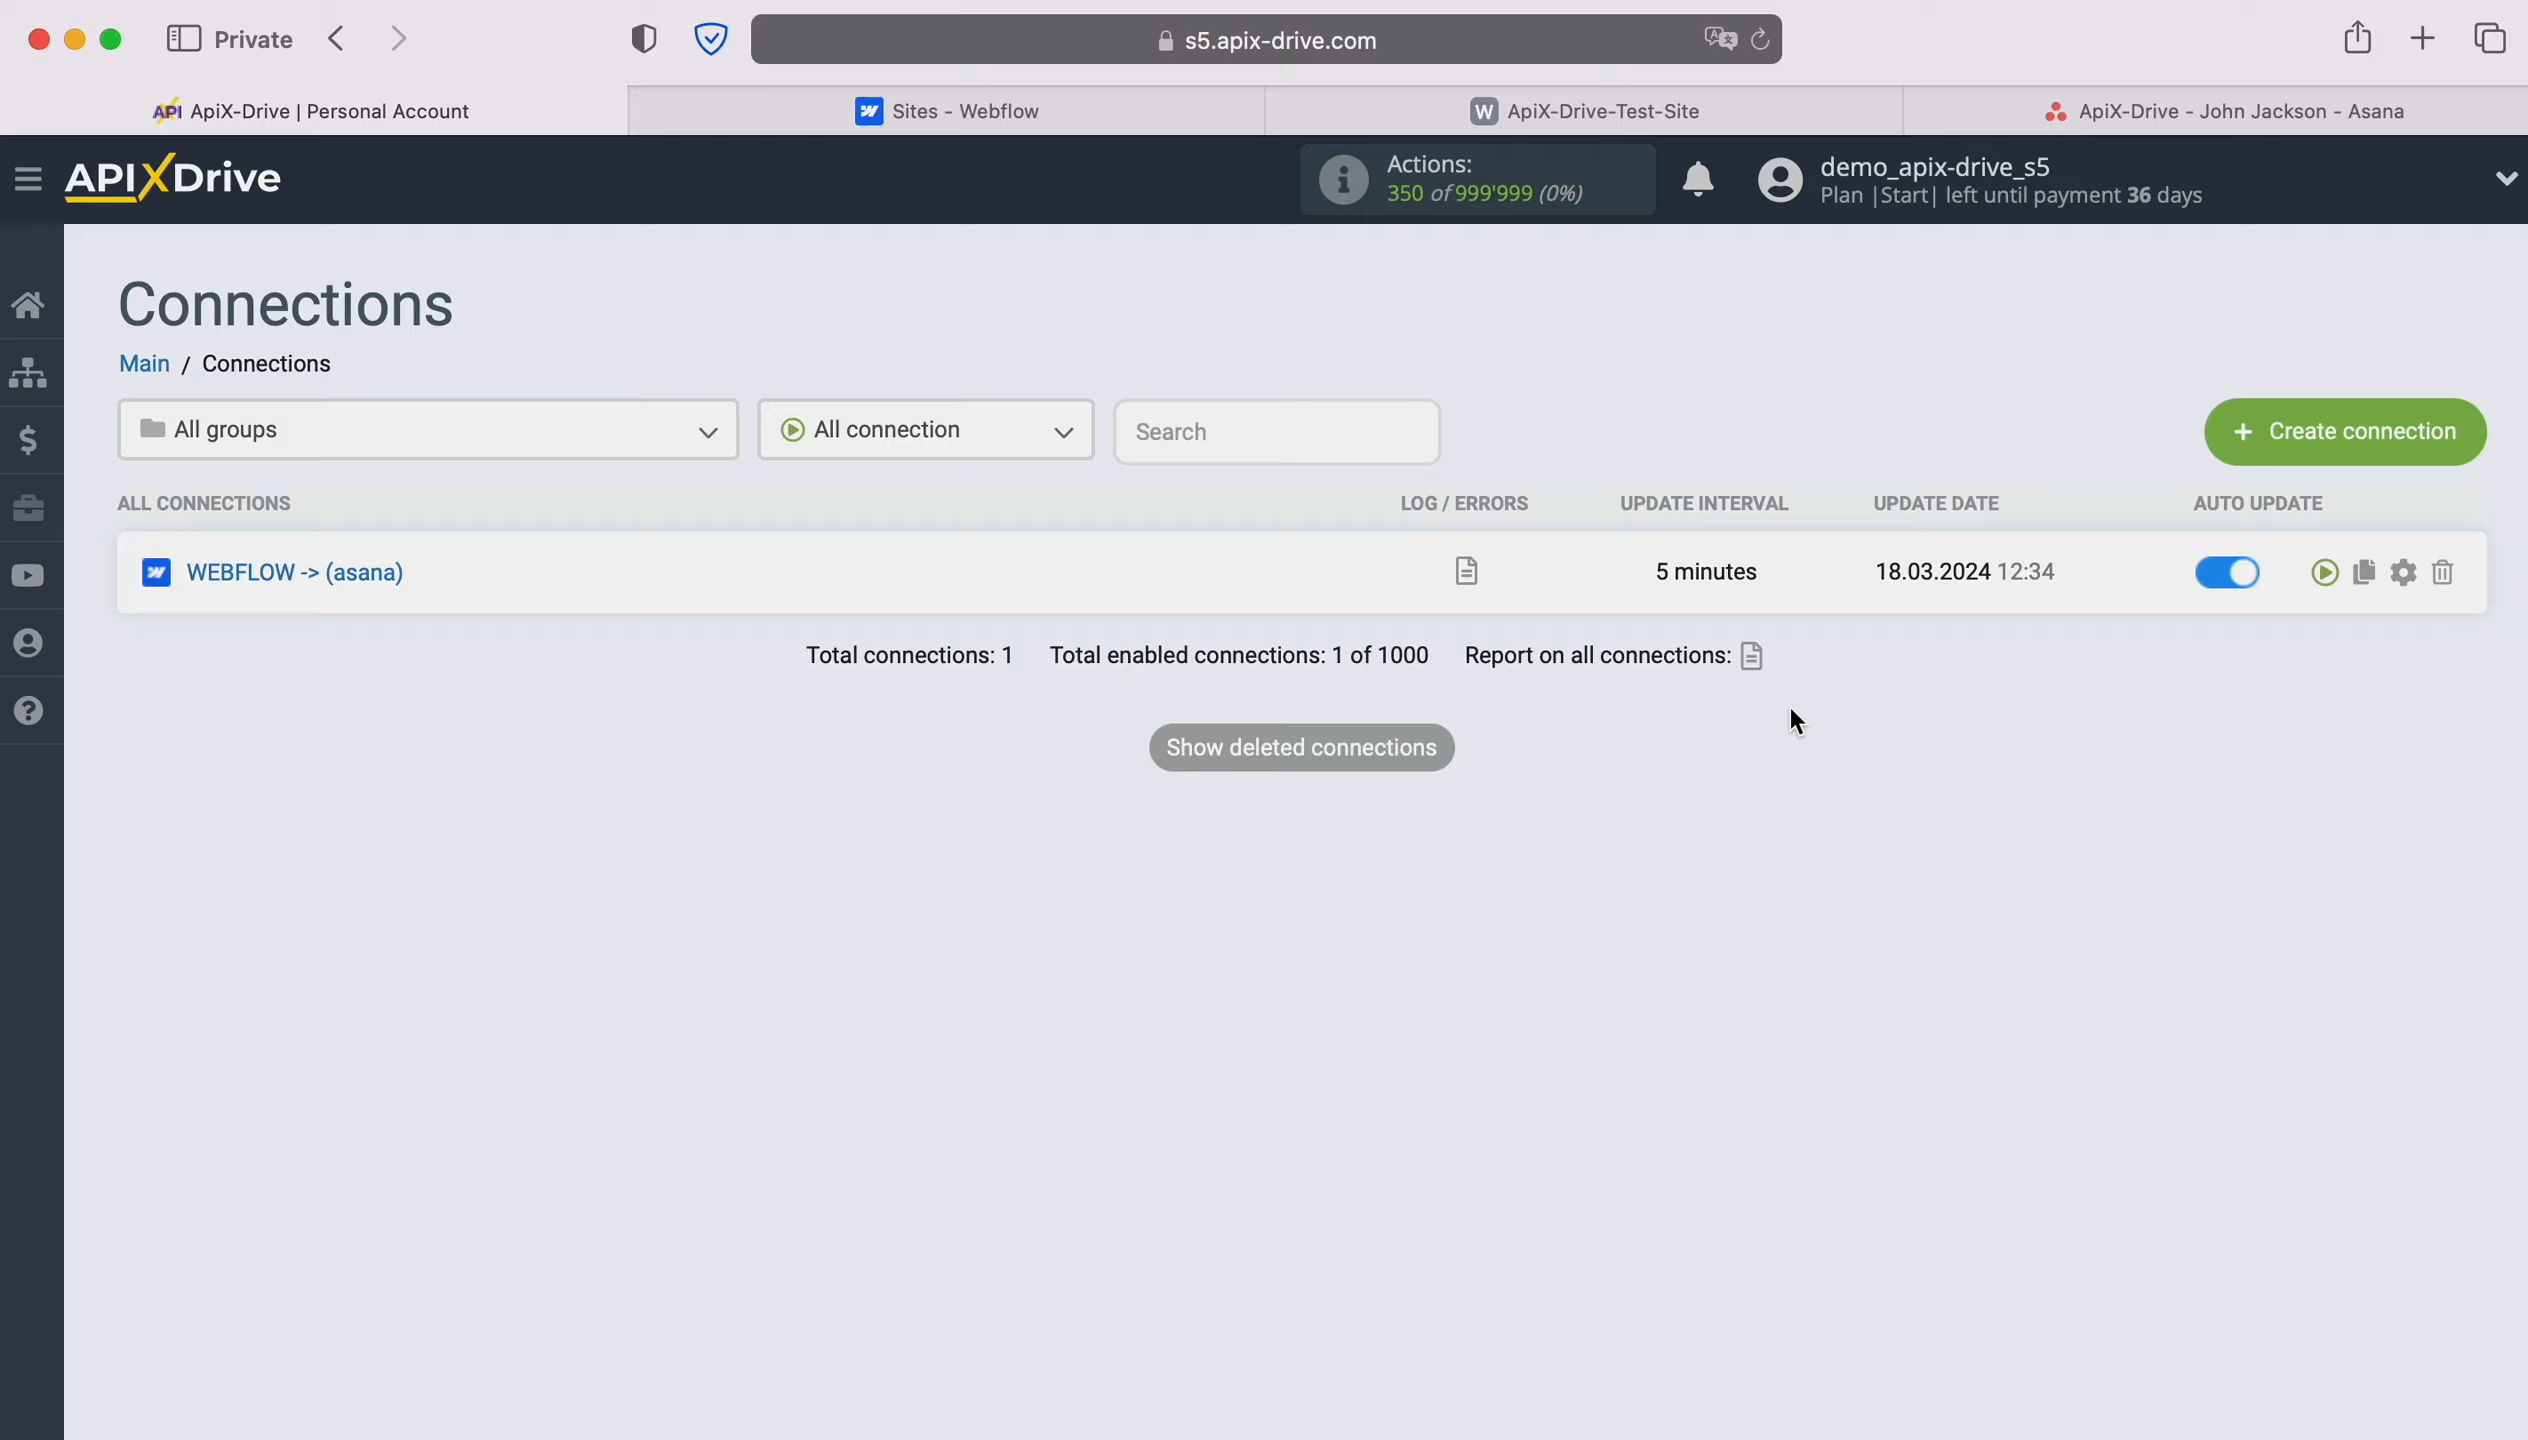 Private
s5.apix-drive.com
API ApiX-Drive | Personal Account
Sites - Webflow
W ApiX-Drive-Test-Site
ApiX-Drive - John Jackson - Asana
APIXDrive
Actions:
350 of 999'999 (0%)
demo_apix-drive_s5
Plan |Start| left until payment 36 days
Connections
Main / Connections
All groups
All connection
Search
+ Create connection
ALL CONNECTIONS LOG / ERRORS UPDATE INTERVAL UPDATE DATE AUTO UPDATE
WEBFLOW -> (asana) 5 minutes 18.03.2024 12:34
Total connections: 1 Total enabled connections: 1 of 1000 Report on all connections:
Show deleted connections